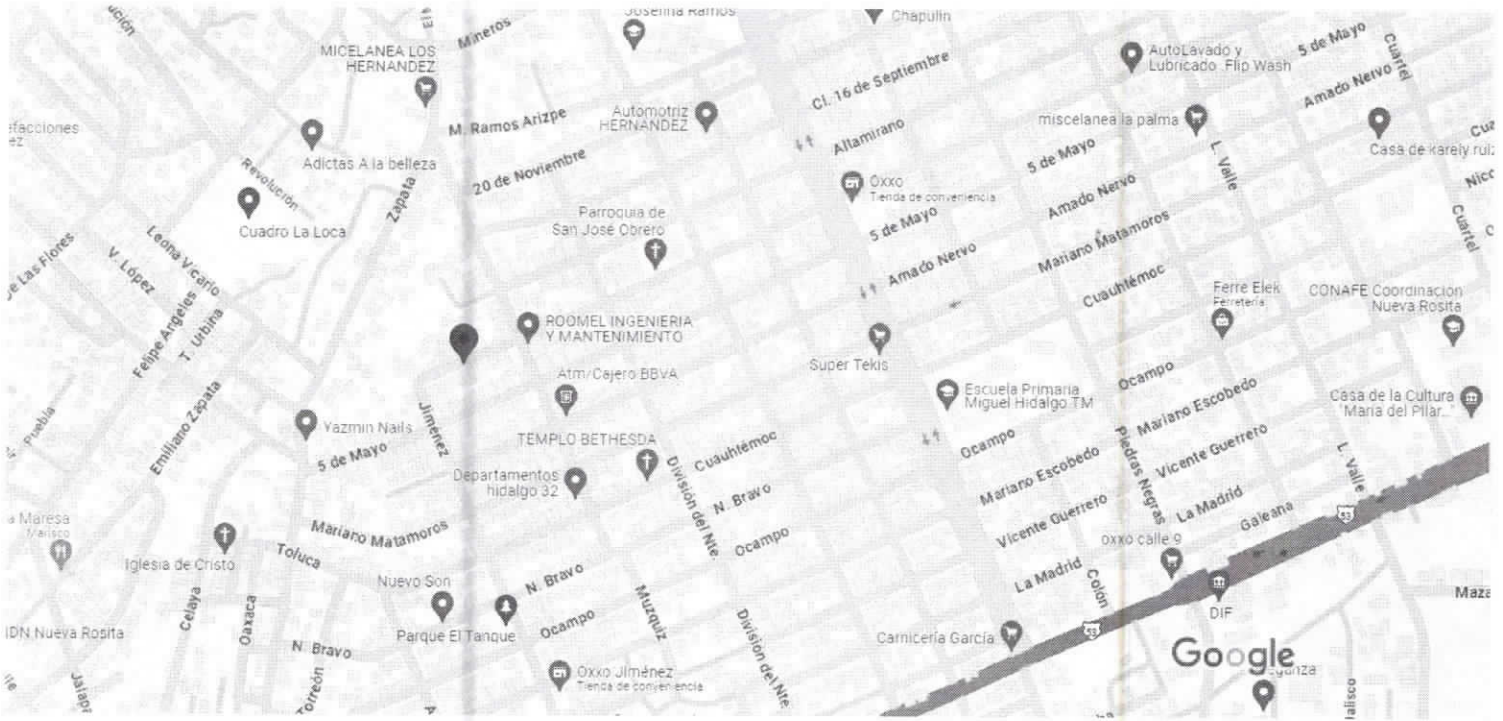 Josefina Ramos
Chapulin
Mineros
MICELANEA LOS
HERNANDEZ
AutoLavado y
Lubricado Flip Wash
5 de Mayo
Cuartel
Cl. 16 de Septiembre
Amado Nervo
M. Ramos Arizpe
Automotriz
HERNANDEZ
Altamirano
miscelanea la palma
efacciones
Adictas A la belleza
Casa de karely ruiz
20 de Noviembre
5 de Mayo
L. Valle
Revolución
Zapata
Oxxo
Tienda de conveniencia
Amado Nervo
Cuadro La Loca
Parroquia de
San José Obrero
5 de Mayo
Mariano Matamoros
Cuartel
De Las Flores
V. López
Leona Vicario
Amado Nervo
Cuauhtémoc
Felipe Angeles
T. Urbina
Ferre Elek
Ferretería
CONAFE Coordinacion
Nueva Rosita
ROOMEL INGENIERIA
Y MANTENIMIENTO
Super Tekis
Atm/Cajero BBVA
Escuela Primaria
Miguel Hidalgo TM
Ocampo
Mariano Escobedo
Casa de la Cultura
"Maria del Pilar..."
Puebla
Emiliano Zapata
Yazmin Nails
5 de Mayo
Jiménez
TEMPLO BETHESDA
Departamentos
hidalgo 32
Cuauhtémoc
División del Nte.
N. Bravo
Ocampo
Ocampo
Mariano Escobedo
Piedras Negras
Vicente Guerrero
L. Valle
Vicente Guerrero
La Madrid
Galeana
53
a Maresa
Marisco
Iglesia de Cristo
Mariano Matamoros
Toluca
oxxo calle 9
La Madrid
Colón
DIF
Nuevo Son
N. Bravo
Parque El Tanque
Ocampo
Muzquiz
División del Nte.
Celaya
Oaxaca
IDN Nueva Rosita
N. Bravo
Torreón
Oxxo Jiménez
Tienda de conveniencia
Carnicería García
53
Google